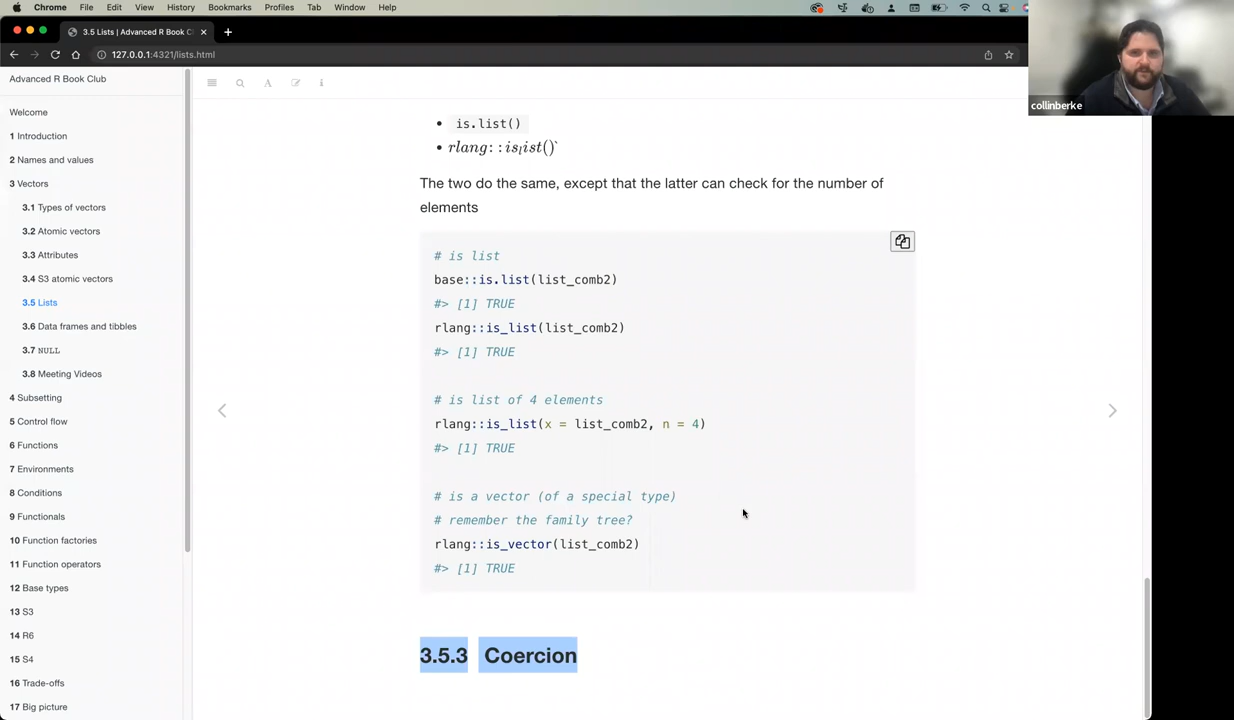 Chrome File Edit View History Bookmarks Profiles Tab Window Help
3.5 Lists | Advanced R Book C
127.0.0.1:4321/lists.html
collinberke
Advanced R Book Club
Welcome
1 Introduction
2 Names and values
3 Vectors
3.1 Types of vectors
3.2 Atomic vectors
3.3 Attributes
3.4 S3 atomic vectors
3.5 Lists
3.6 Data frames and tibbles
3.7 NULL
3.8 Meeting Videos
4 Subsetting
5 Control flow
6 Functions
7 Environments
8 Conditions
9 Functionals
10 Function factories
11 Function operators
12 Base types
13 S3
14 R6
15 S4
16 Trade-offs
17 Big picture
• is.list()
• rlang::is_list()`
The two do the same, except that the latter can check for the number of
elements
# is list
base::is.list(list_comb2)
#> [1] TRUE
rlang::is_list(list_comb2)
#> [1] TRUE
# is list of 4 elements
rlang::is_list(x = list_comb2, n = 4)
#> [1] TRUE
# is a vector (of a special type)
# remember the family tree?
rlang::is_vector(list_comb2)
#> [1] TRUE
3.5.3 Coercion